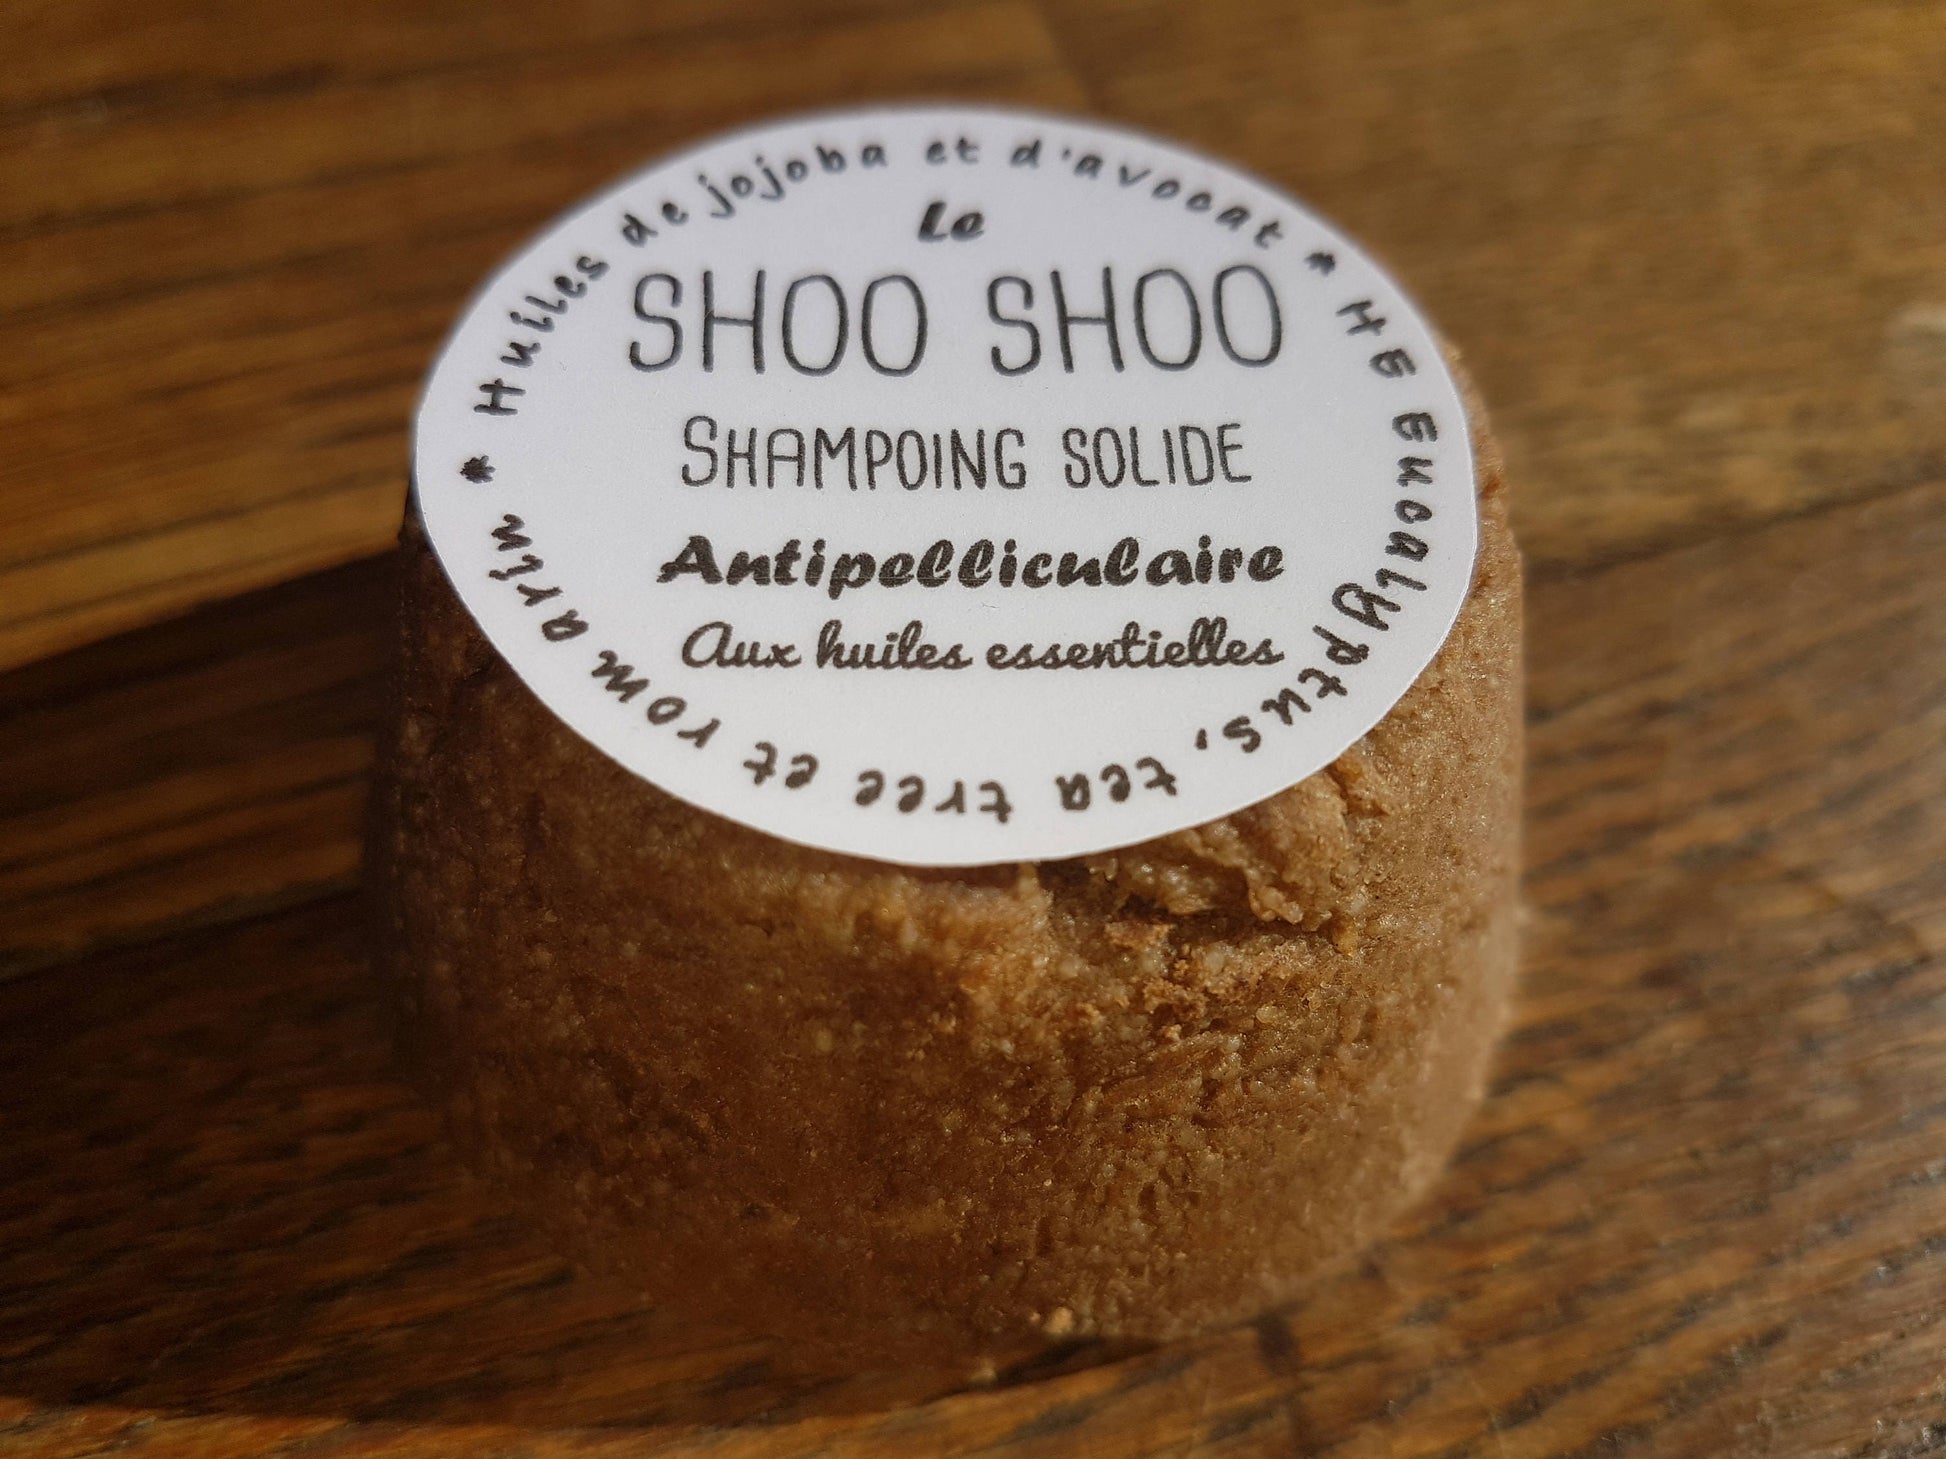 Le
SHOO SHOO
SHAMPOING SOLIDE
Antipelliculaire
Aux huiles essentielles
* Huiles de jojoba et d'avocat * HE Eucalyptus, tea tree et romarin